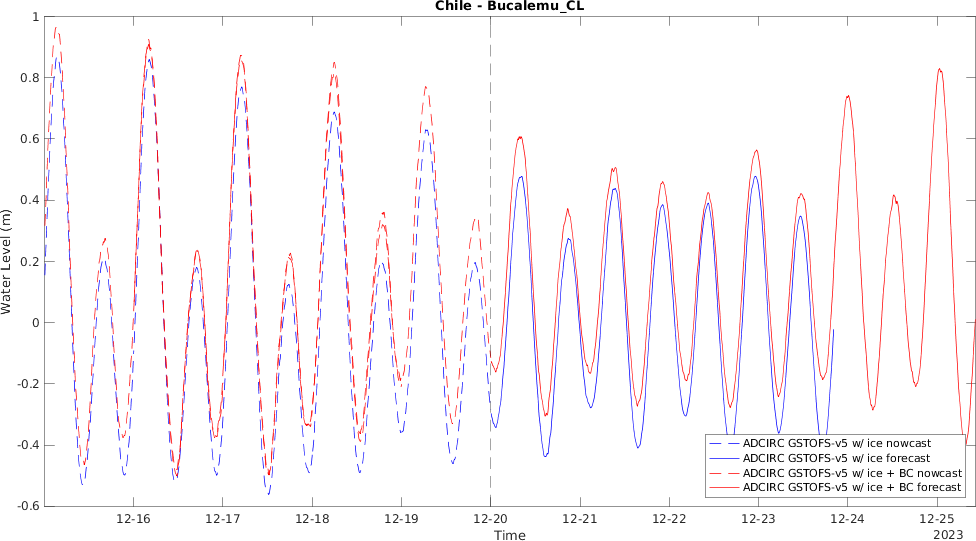 Chile - Bucalemu_CL
1
0.8
0.6
0.4
0.2
0
-0.2
-0.4
-0.6
Water Level (m)
12-16 12-17 12-18 12-19 12-20 12-21 12-22 12-23 12-24 12-25
Time
2023
ADCIRC GSTOFS-v5 w/ ice nowcast
ADCIRC GSTOFS-v5 w/ ice forecast
ADCIRC GSTOFS-v5 w/ ice + BC nowcast
ADCIRC GSTOFS-v5 w/ ice + BC forecast